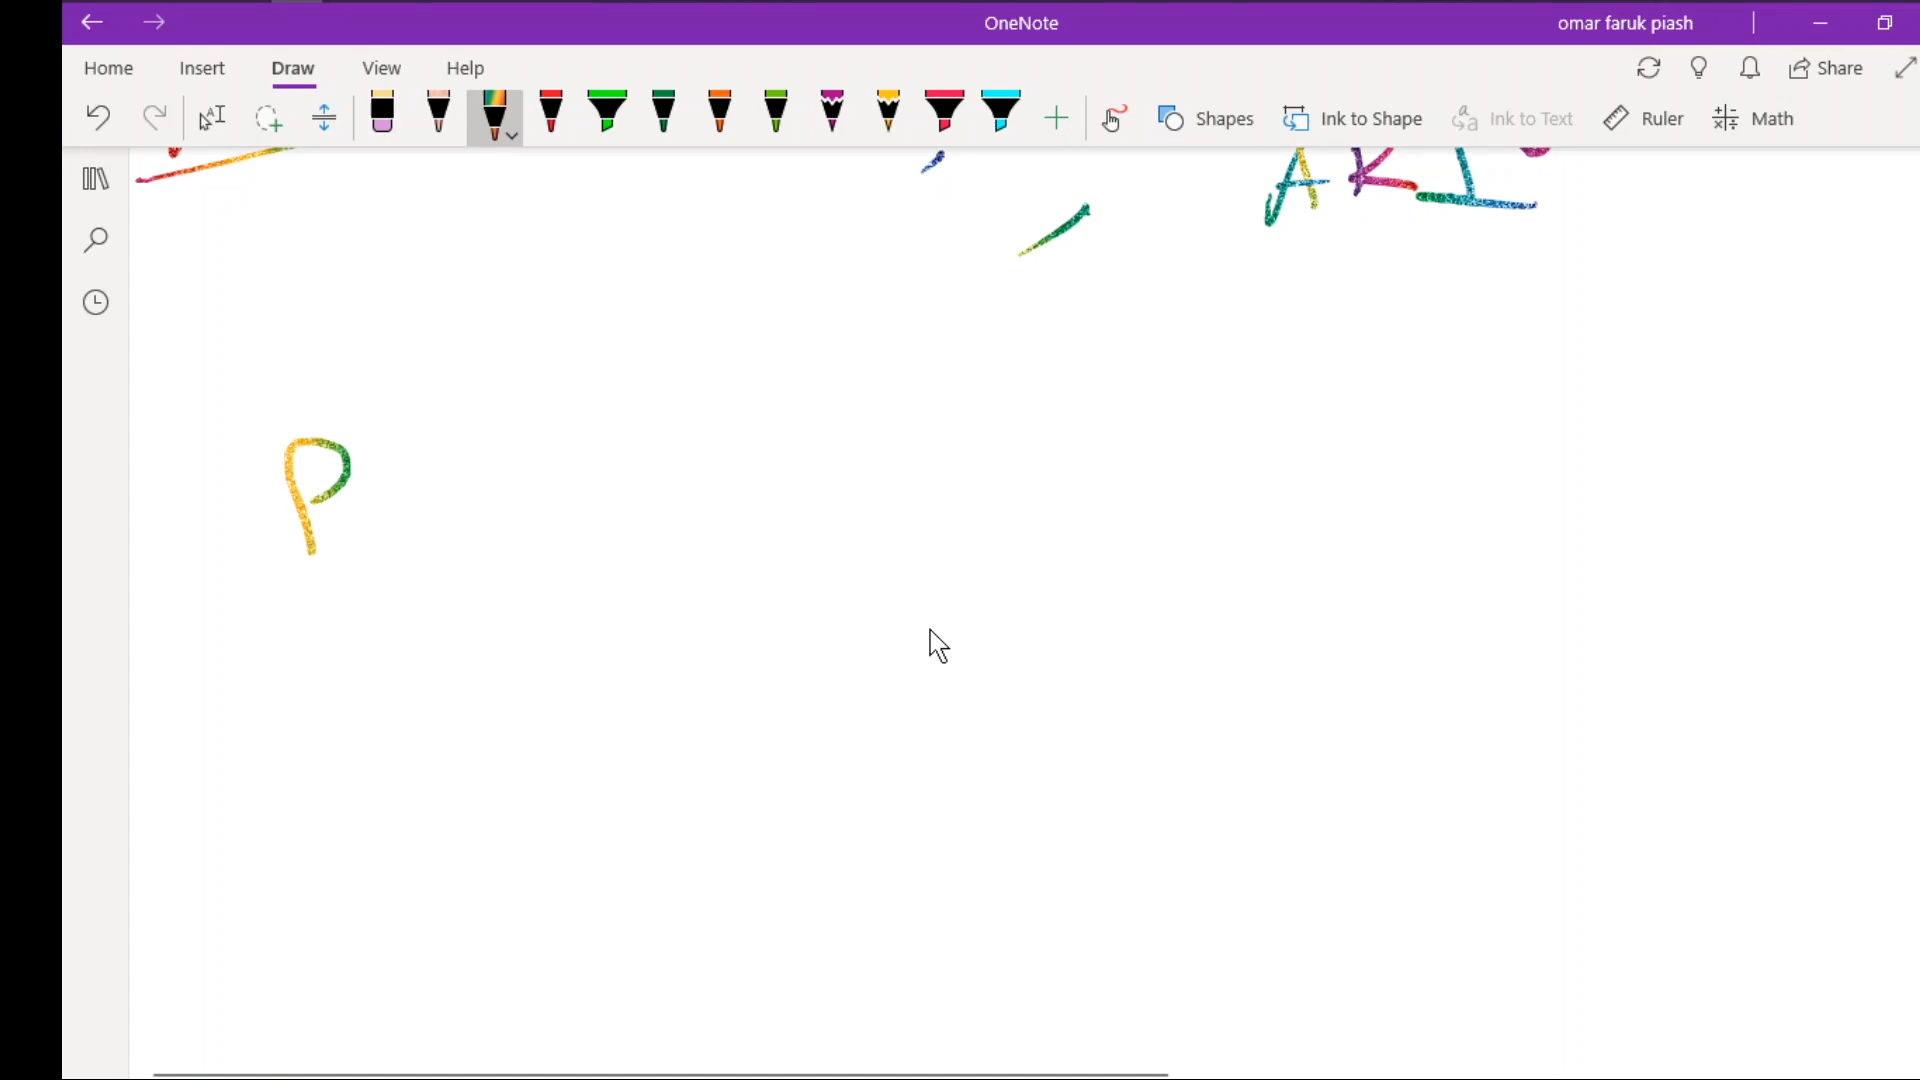 OneNote
omar faruk piash
Home Insert Draw View Help
Share
Shapes Ink to Shape Ink to Text Ruler Math
P